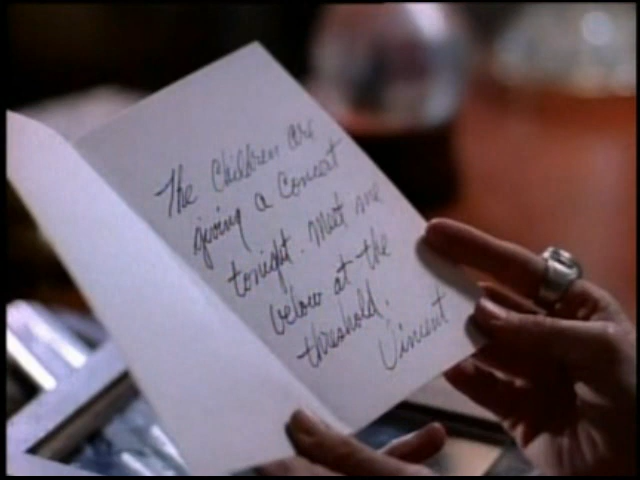 The Children are
giving a Concert
tonight. Meet me
below at the
threshold.
Vincent